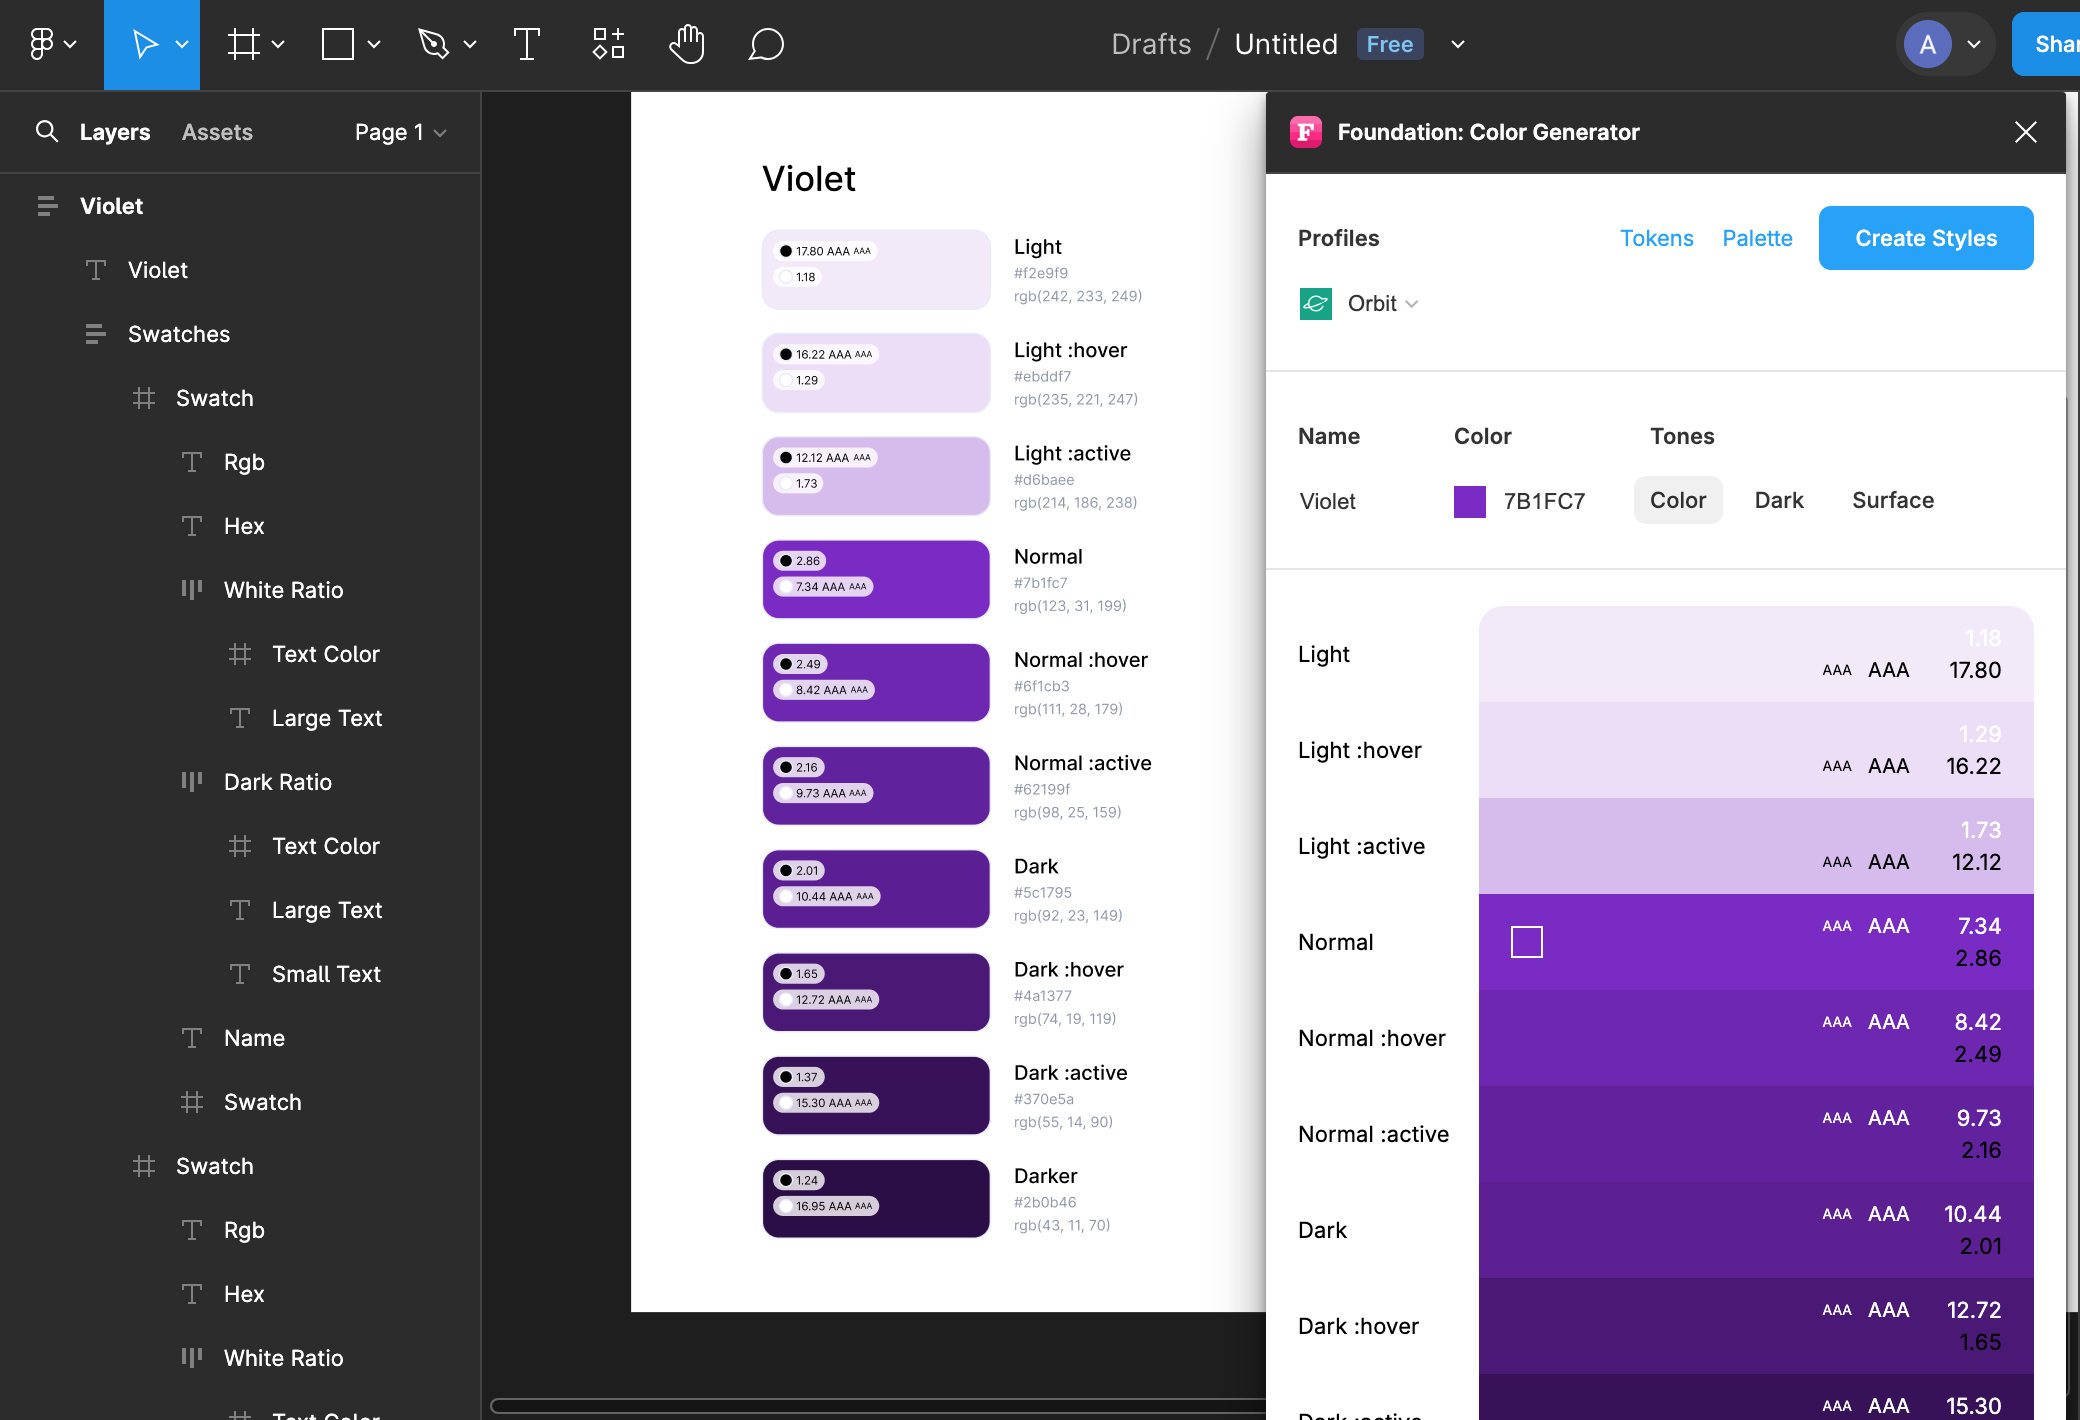 Drafts / Untitled Free
A
Shar
Layers Assets Page 1
Violet
Violet
Swatches
Swatch
Rgb
Hex
White Ratio
Text Color
Large Text
Dark Ratio
Text Color
Large Text
Small Text
Name
Swatch
Swatch
Rgb
Hex
White Ratio
Text Color
Violet
17.80 AAA AAA
1.18
Light
#f2e9f9
rgb(242, 233, 249)
16.22 AAA AAA
1.29
Light :hover
#ebddf7
rgb(235, 221, 247)
12.12 AAA AAA
1.73
Light :active
#d6baee
rgb(214, 186, 238)
2.86
7.34 AAA AAA
Normal
#7b1fc7
rgb(123, 31, 199)
2.49
8.42 AAA AAA
Normal :hover
#6f1cb3
rgb(111, 28, 179)
2.16
9.73 AAA AAA
Normal :active
#62199f
rgb(98, 25, 159)
2.01
10.44 AAA AAA
Dark
#5c1795
rgb(92, 23, 149)
1.65
12.72 AAA AAA
Dark :hover
#4a1377
rgb(74, 19, 119)
1.37
15.30 AAA AAA
Dark :active
#370e5a
rgb(55, 14, 90)
1.24
16.95 AAA AAA
Darker
#2b0b46
rgb(43, 11, 70)
F Foundation: Color Generator
Profiles Tokens Palette Create Styles
Orbit
Name Color Tones
Violet 7B1FC7 Color Dark Surface
Light
1.18
AAA AAA 17.80
Light :hover
1.29
AAA AAA 16.22
Light :active
1.73
AAA AAA 12.12
Normal
AAA AAA 7.34
2.86
Normal :hover
AAA AAA 8.42
2.49
Normal :active
AAA AAA 9.73
2.16
Dark
AAA AAA 10.44
2.01
Dark :hover
AAA AAA 12.72
1.65
Dark :active
AAA AAA 15.30